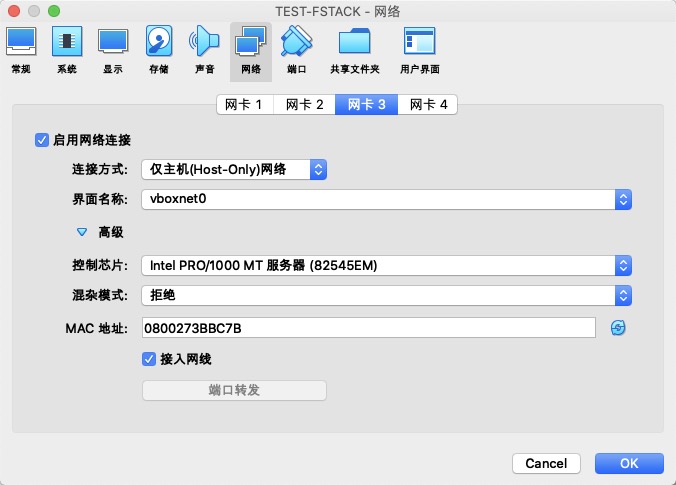 TEST-FSTACK - 网络
常规 系统 显示 存储 声音 网络 端口 共享文件夹 用户界面
网卡 1 网卡 2 网卡 3 网卡 4
启用网络连接
连接方式: 仅主机(Host-Only)网络
界面名称: vboxnet0
高级
控制芯片: Intel PRO/1000 MT 服务器 (82545EM)
混杂模式: 拒绝
MAC 地址: 0800273BBC7B
接入网线
端口转发
Cancel OK